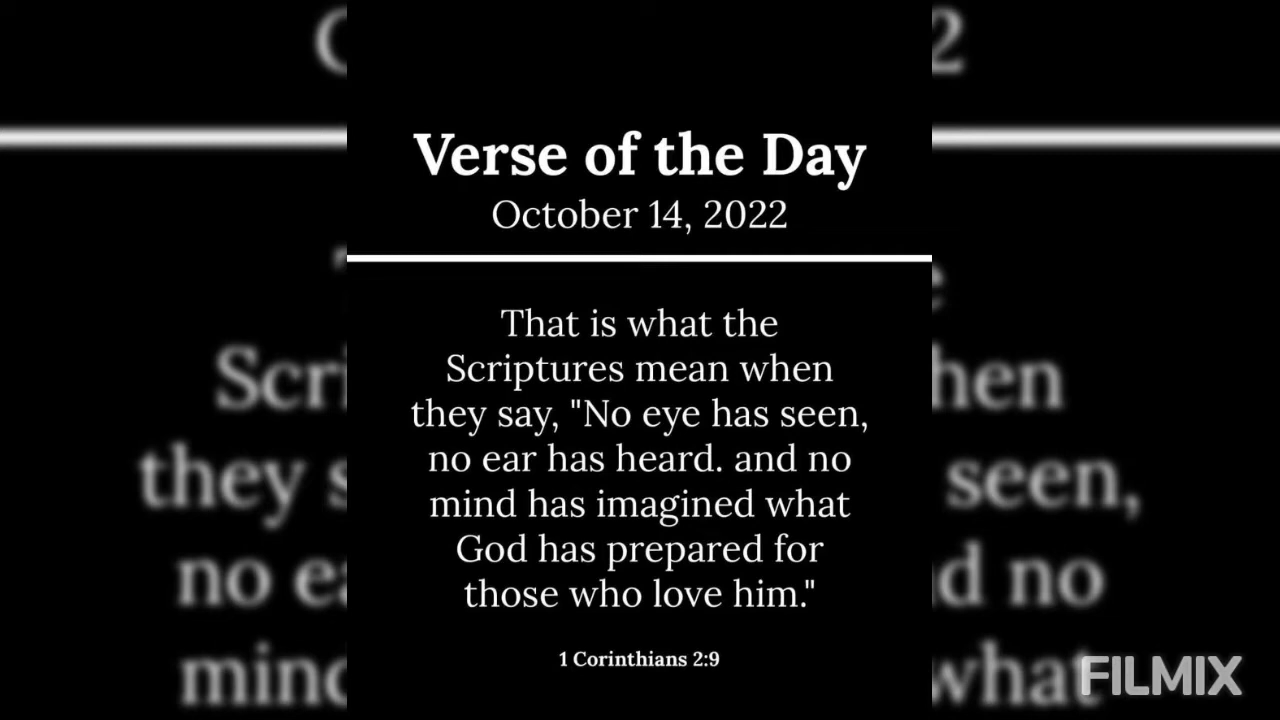 Verse of the Day
October 14, 2022
That is what the
Scriptures mean when
they say, "No eye has seen,
no ear has heard. and no
mind has imagined what
God has prepared for
those who love him."
1 Corinthians 2:9
FILMIX